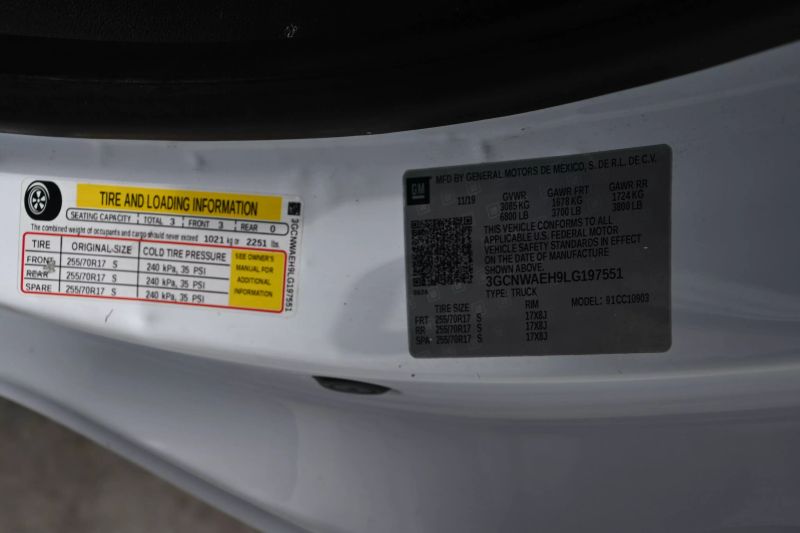 TIRE AND LOADING INFORMATION
SEATING CAPACITY TOTAL 3 FRONT 3 REAR 0
The combined weight of occupants and cargo should never exceed 1021 kg or 2251 lbs.
TIRE ORIGINAL SIZE COLD TIRE PRESSURE
FRONT 255/70R17 S 240 kPa, 35 PSI
REAR 255/70R17 S 240 kPa, 35 PSI
SPARE 255/70R17 S 240 kPa, 35 PSI
SEE OWNER'S
MANUAL FOR
ADDITIONAL
INFORMATION
3GCNWAEH9LG197551
GM
MFD BY GENERAL MOTORS DE MEXICO, S. DE R.L. DE C.V.
11/19
GVWR GAWR FRT GAWR RR
3085 KG 1678 KG 1724 KG
6800 LB 3700 LB 3800 LB
THIS VEHICLE CONFORMS TO ALL
APPLICABLE U.S. FEDERAL MOTOR
VEHICLE SAFETY STANDARDS IN EFFECT
ON THE DATE OF MANUFACTURE
SHOWN ABOVE.
3GCNWAEH9LG197551
TYPE: TRUCK MODEL: 91CC10903
TIRE SIZE RIM
FRT 255/70R17 S 17X8J
RR 255/70R17 S 17X8J
SPA 255/70R17 S 17X8J